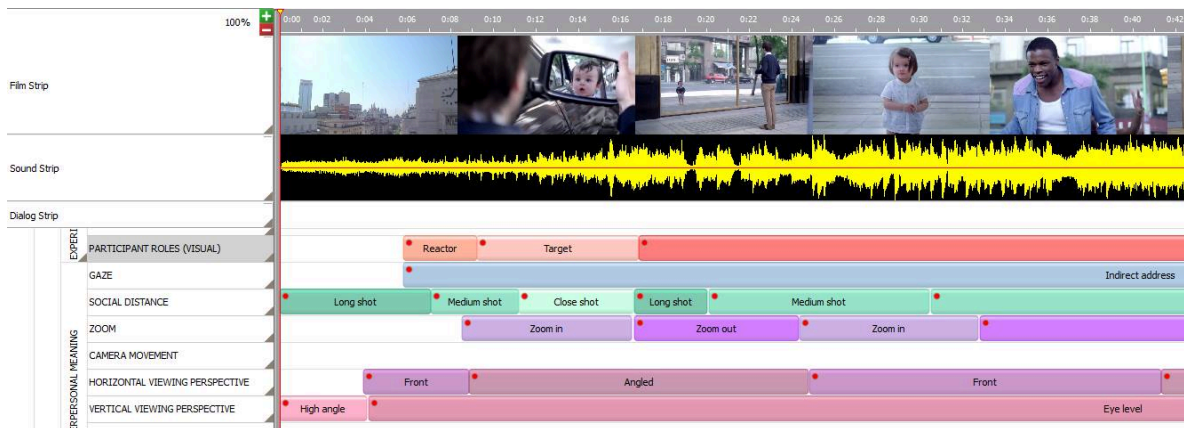 100% + 0:00 0:02 0:04 0:06 0:08 0:10 0:12 0:14 0:16 0:18 0:20 0:22 0:24 0:26 0:28 0:30 0:32 0:34 0:36 0:38 0:40 0:42
Film Strip
Sound Strip
Dialog Strip
EXPERI PARTICIPANT ROLES (VISUAL) Reactor Target
GAZE Indirect address
SOCIAL DISTANCE Long shot Medium shot Close shot Long shot Medium shot
ZOOM Zoom in Zoom out Zoom in
CAMERA MOVEMENT
HORIZONTAL VIEWING PERSPECTIVE Front Angled Front
VERTICAL VIEWING PERSPECTIVE High angle Eye level
ERPERSONAL MEANING